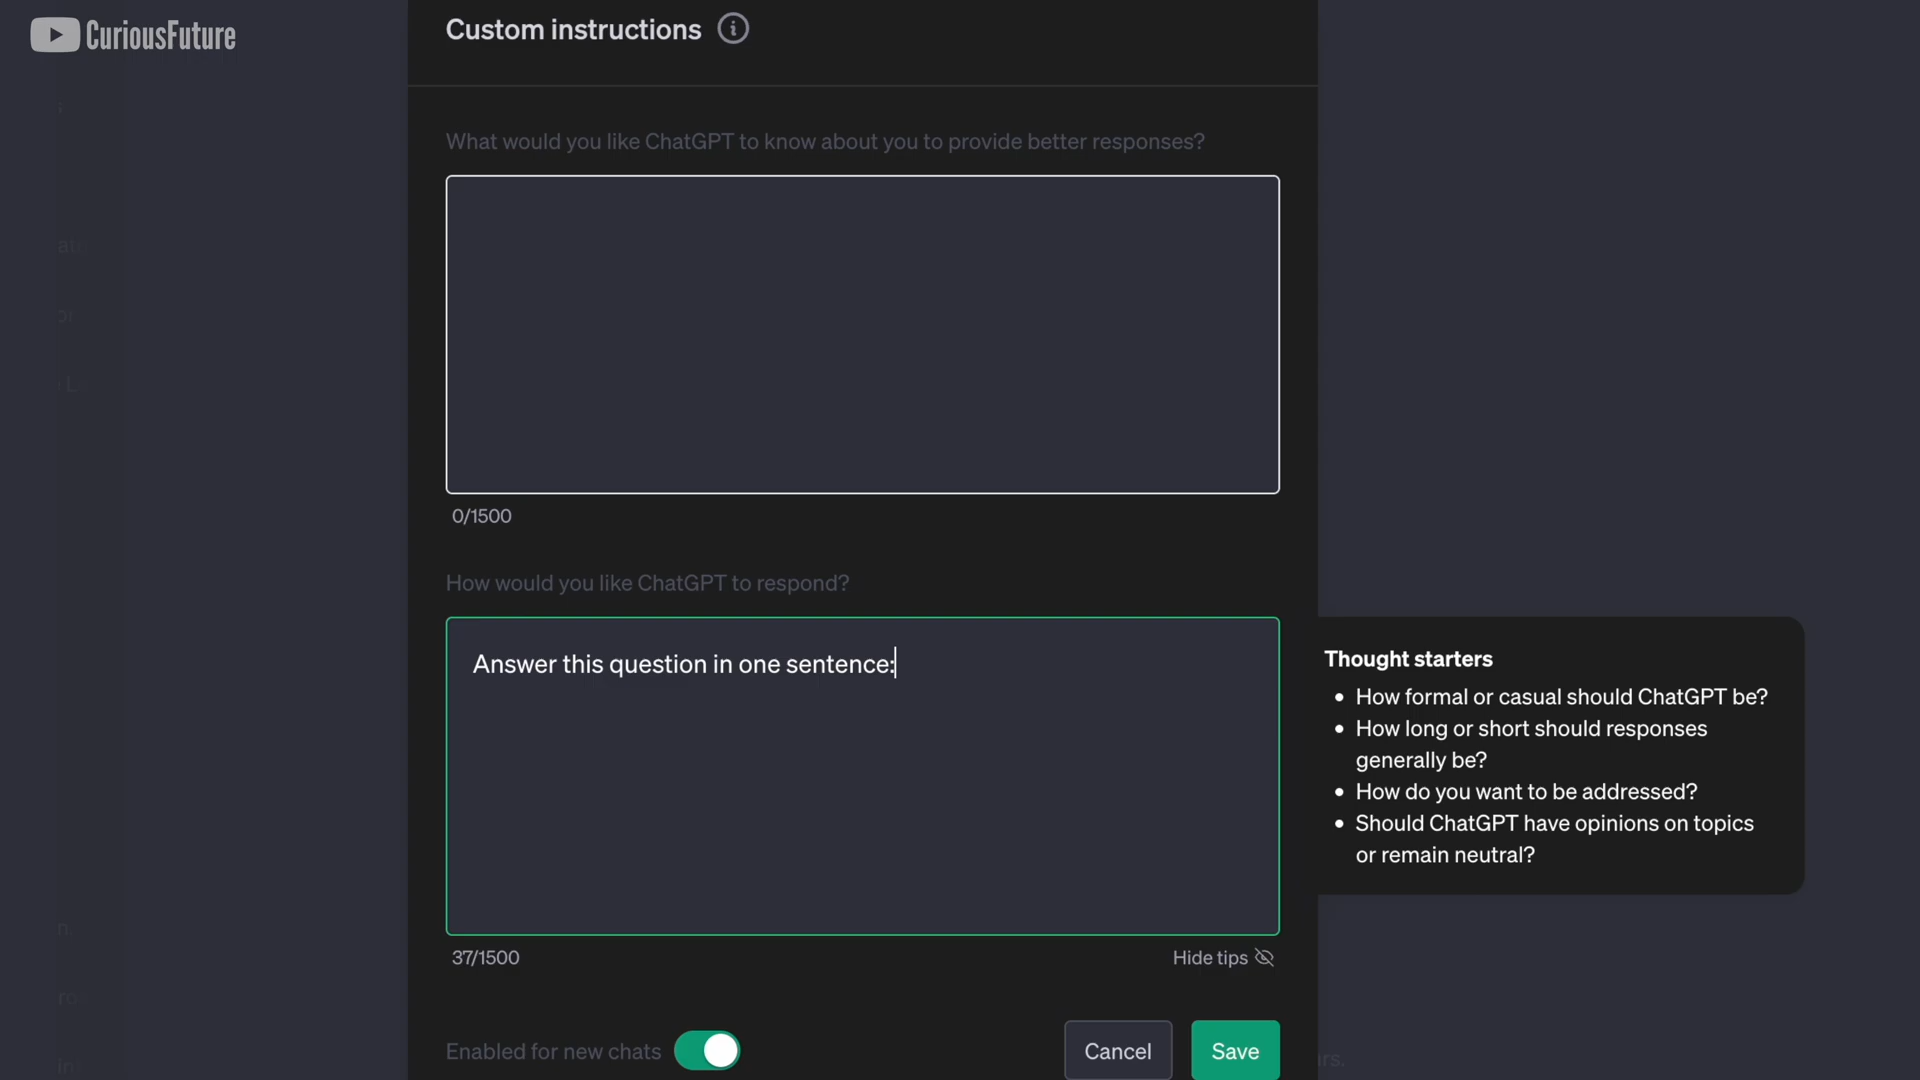 CuriousFuture
Custom instructions
What would you like ChatGPT to know about you to provide better responses?
0/1500
How would you like ChatGPT to respond?
Answer this question in one sentence:
37/1500
Hide tips
Thought starters
• How formal or casual should ChatGPT be?
• How long or short should responses
generally be?
• How do you want to be addressed?
• Should ChatGPT have opinions on topics
or remain neutral?
Enabled for new chats
Cancel
Save